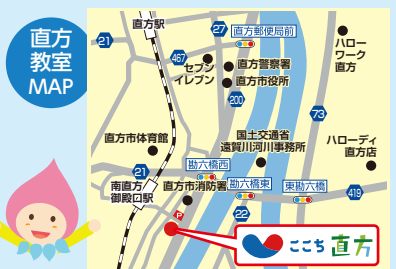 直方
教室
MAP
直方駅
21
27
直方郵便局前
ハロー
ワーク
直方
467
セブン
イレブン
直方警察署
直方市役所
200
73
直方市体育館
国土交通省
遠賀川河川事務所
ハローディ
直方店
勘六橋西
21
南直方
御殿口駅
直方市消防署
勘六橋東
東勘六橋
419
22
P
ここち 直方